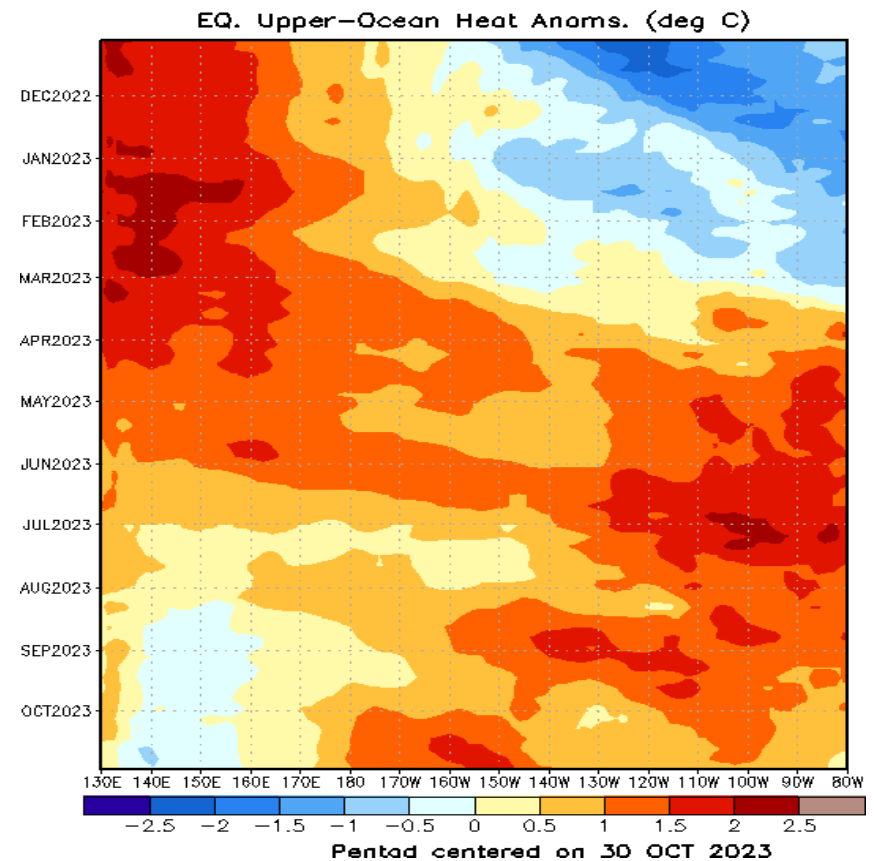 EQ. Upper-Ocean Heat Anoms. (deg C)
DEC2022
JAN2023
FEB2023
MAR2023
APR2023
MAY2023
JUN2023
JUL2023
AUG2023
SEP2023
OCT2023
130E 140E 150E 160E 170E 180 170W 160W 150W 140W 130W 120W 110W 100W 90W 80W
-2.5 -2 -1.5 -1 -0.5 0 0.5 1 1.5 2 2.5
Pentad centered on 30 OCT 2023